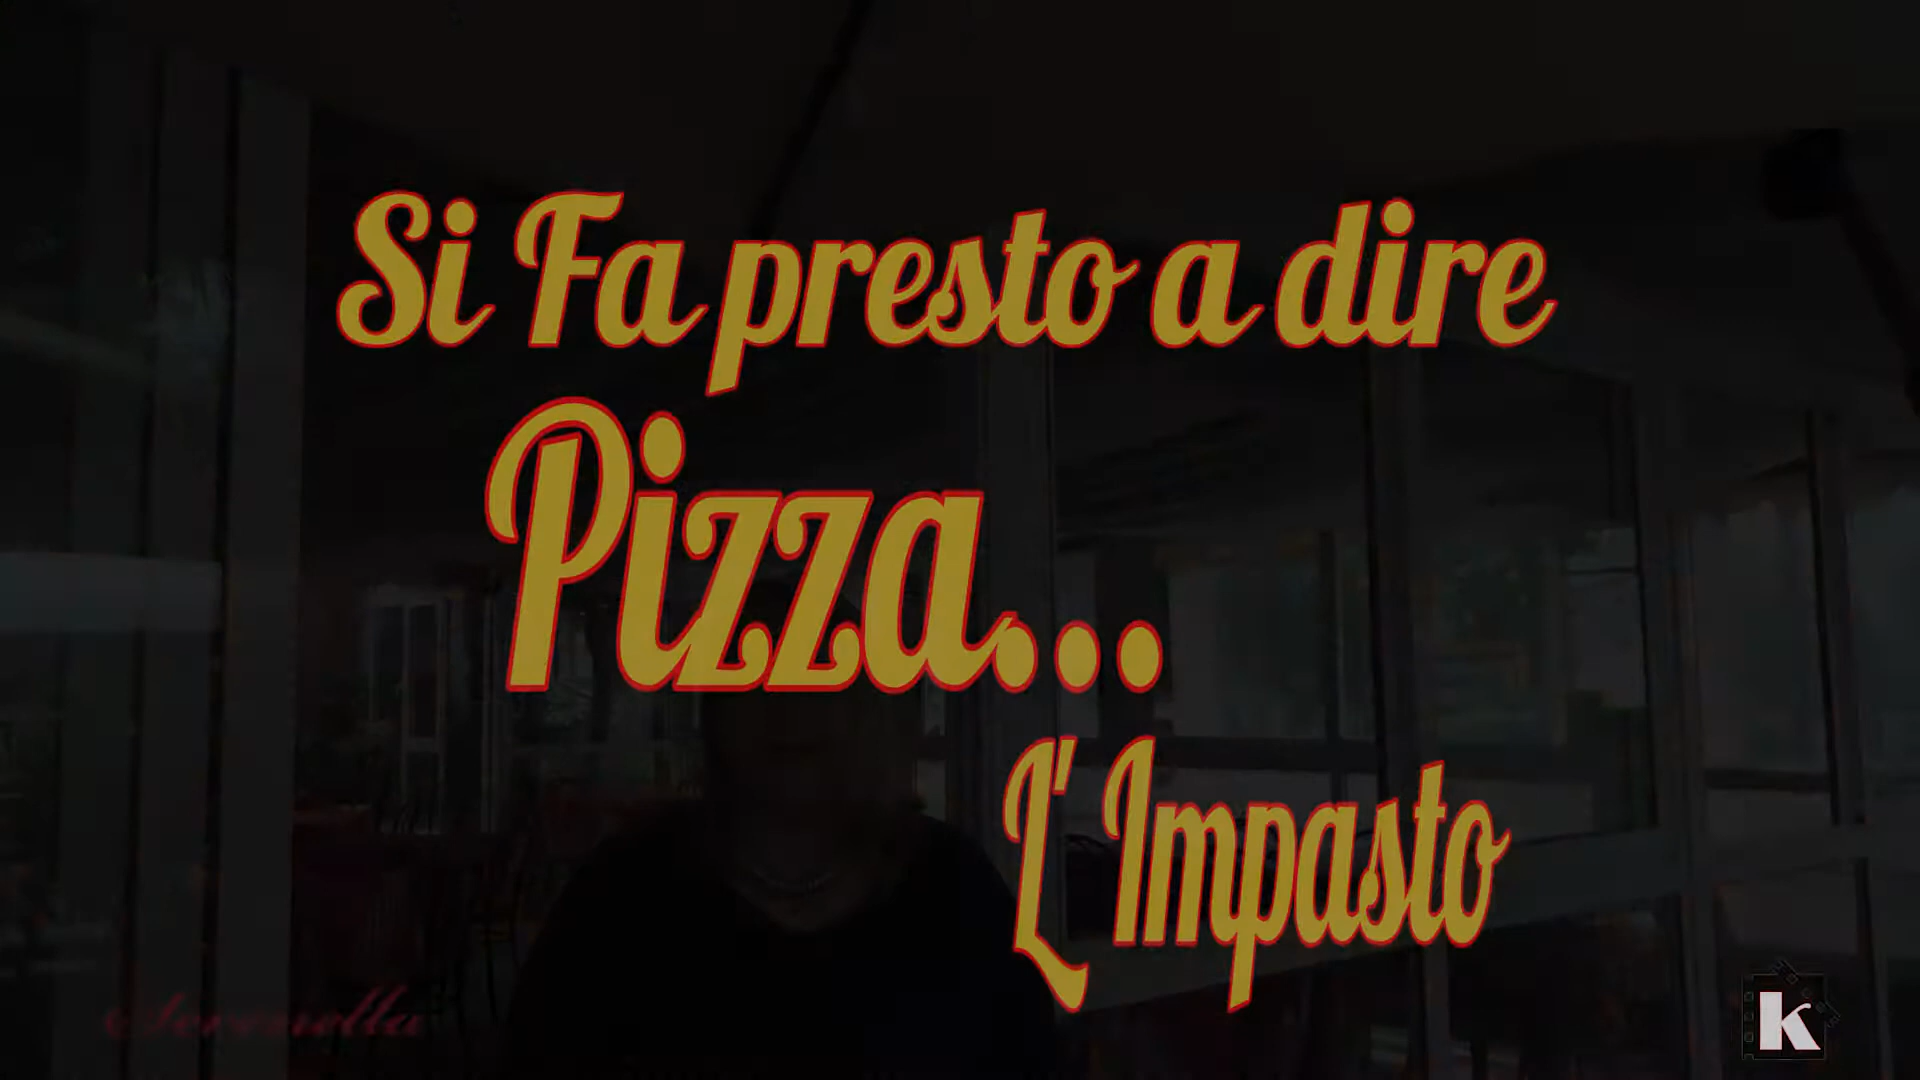 Si Fa presto a dire
Pizza...
L'Impasto
K